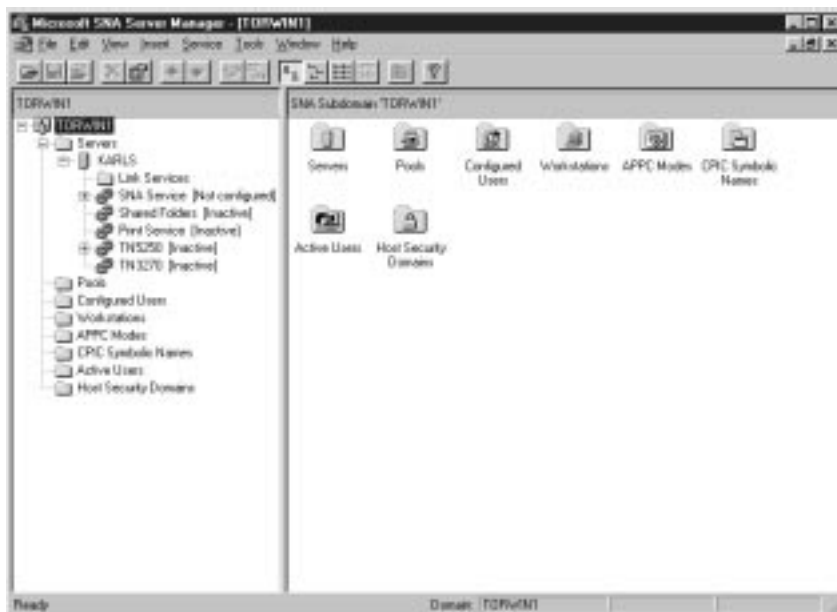 Microsoft SNA Server Manager - [TORWIN1]
File Edit View Insert Service Tools Window Help
TORWIN1
SNA Subdomain 'TORWIN1'
TORWIN1
Servers
KARLS
Link Services
SNA Service [Not configured]
Shared Folders [Inactive]
Print Service [Inactive]
TN5250 [Inactive]
TN3270 [Inactive]
Pools
Configured Users
Workstations
APPC Modes
CPIC Symbolic Names
Active Users
Host Security Domains
Servers
Pools
Configured
Users
Workstations
APPC Modes
CPIC Symbolic
Names
Active Users
Host Security
Domains
Ready
Domain: TORWIN1